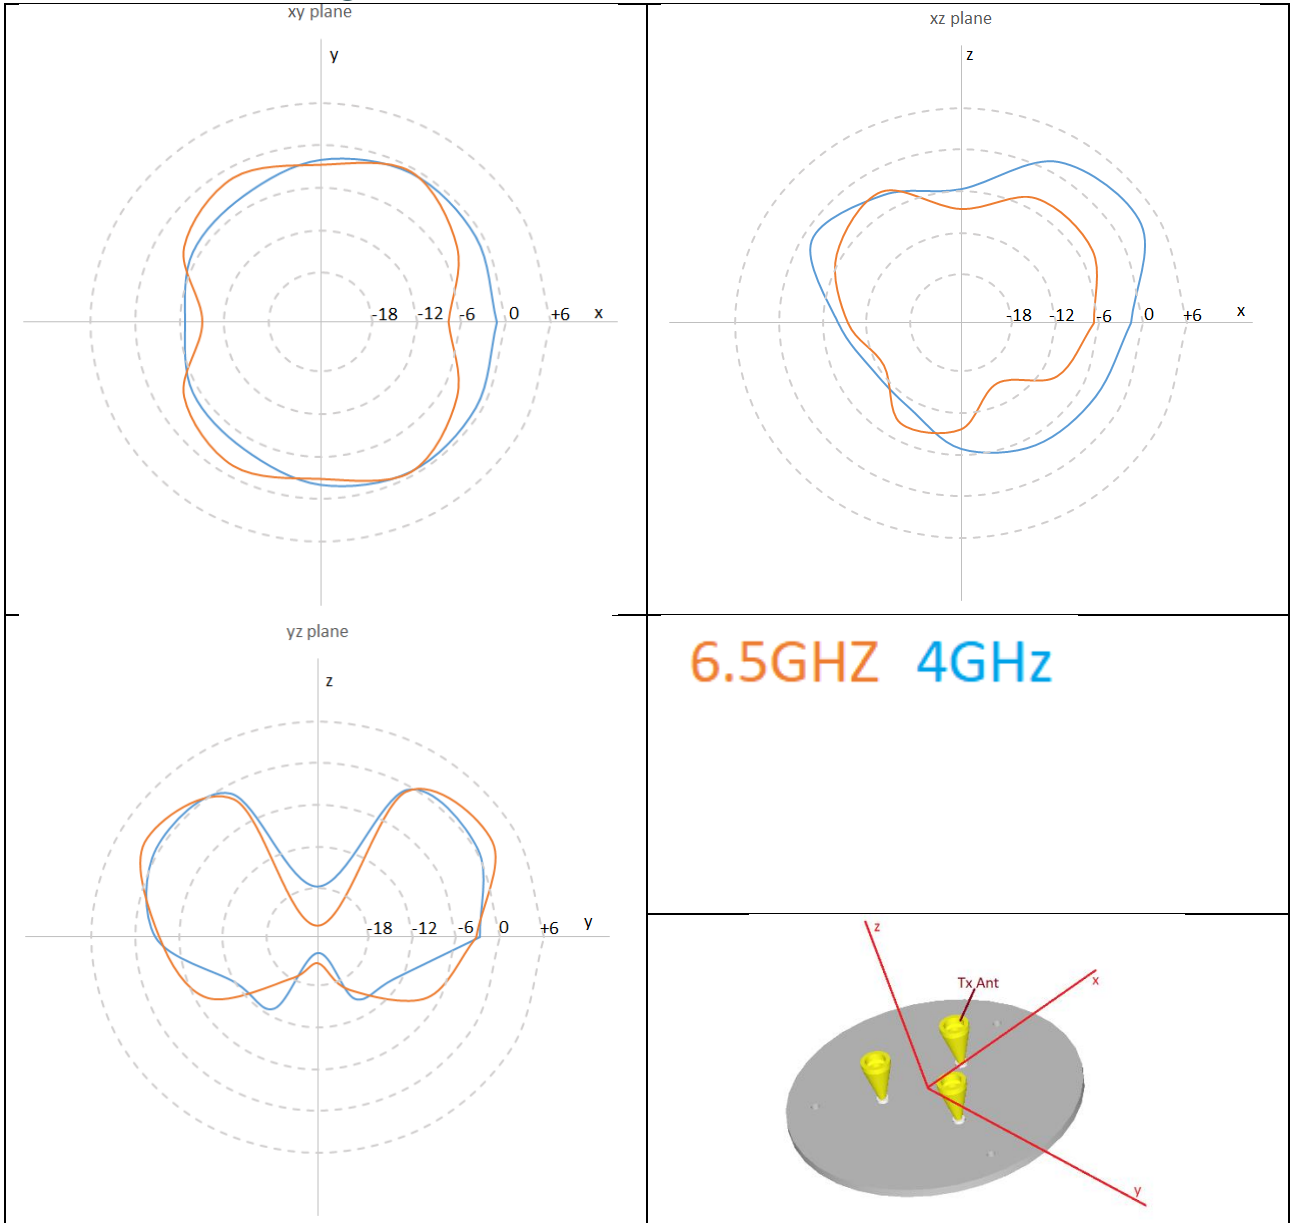 xy plane
y
-18 -12 -6 0 +6 x
xz plane
z
-18 -12 -6 0 +6 x
yz plane
z
-18 -12 -6 0 +6 y
6.5GHZ 4GHz
z
Tx Ant
x
y